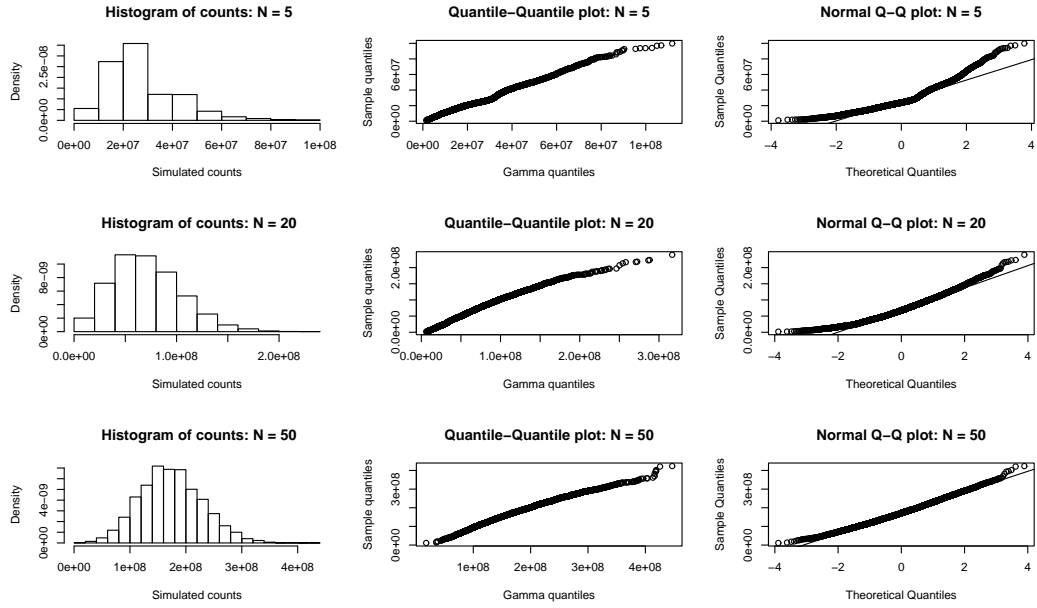 Histogram of counts: N = 5
Density
0.0e+00 2.5e−08
0e+00 2e+07 4e+07 6e+07 8e+07 1e+08
Simulated counts
Quantile−Quantile plot: N = 5
Sample quantiles
0e+00 6e+07
0e+00 2e+07 4e+07 6e+07 8e+07 1e+08
Gamma quantiles
Normal Q−Q plot: N = 5
Sample Quantiles
0e+00 6e+07
−4 −2 0 2 4
Theoretical Quantiles
Histogram of counts: N = 20
Density
0e+00 8e−09
0.0e+00 1.0e+08 2.0e+08
Simulated counts
Quantile−Quantile plot: N = 20
Sample quantiles
0.0e+00 2.0e+08
0.0e+00 1.0e+08 2.0e+08 3.0e+08
Gamma quantiles
Normal Q−Q plot: N = 20
Sample Quantiles
0.0e+00 2.0e+08
−4 −2 0 2 4
Theoretical Quantiles
Histogram of counts: N = 50
Density
0e+00 4e−09
0e+00 1e+08 2e+08 3e+08 4e+08
Simulated counts
Quantile−Quantile plot: N = 50
Sample quantiles
0e+00 3e+08
1e+08 2e+08 3e+08 4e+08
Gamma quantiles
Normal Q−Q plot: N = 50
Sample Quantiles
0e+00 3e+08
−4 −2 0 2 4
Theoretical Quantiles